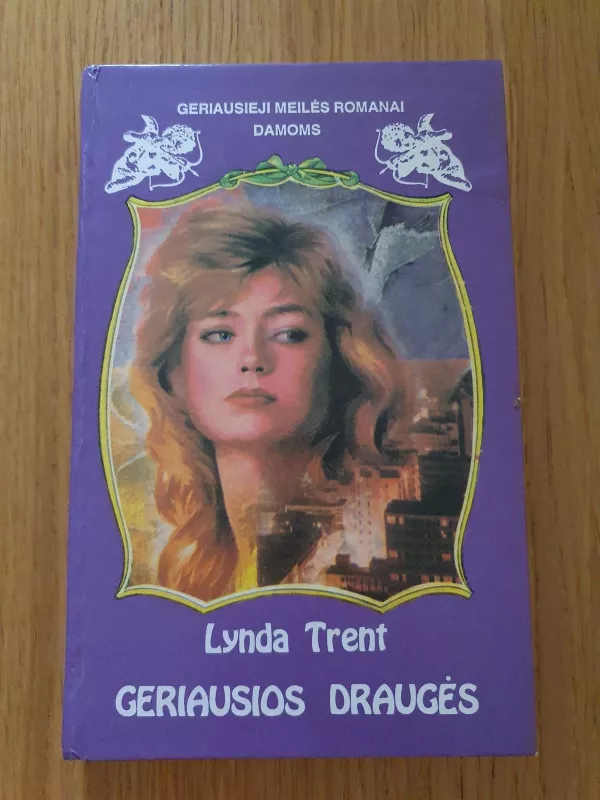 GERIAUSIEJI MEILĖS ROMANAI
DAMOMS
Lynda Trent
GERIAUSIOS DRAUGĖS